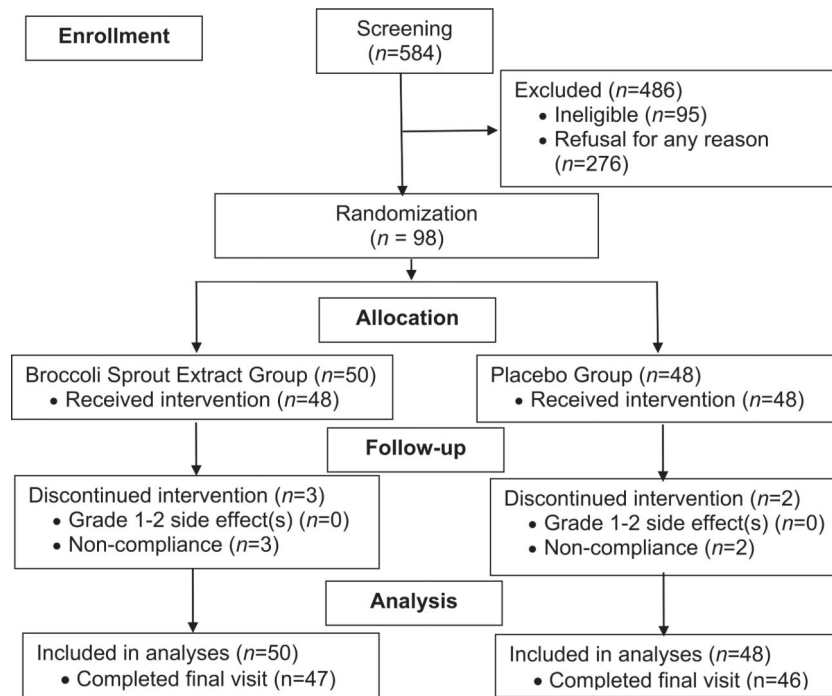 Enrollment
Screening
(n=584)
Excluded (n=486)
• Ineligible (n=95)
• Refusal for any reason
(n=276)
Randomization
(n = 98)
Allocation
Broccoli Sprout Extract Group (n=50)
• Received intervention (n=48)
Placebo Group (n=48)
• Received intervention (n=48)
Follow-up
Discontinued intervention (n=3)
• Grade 1-2 side effect(s) (n=0)
• Non-compliance (n=3)
Discontinued intervention (n=2)
• Grade 1-2 side effect(s) (n=0)
• Non-compliance (n=2)
Analysis
Included in analyses (n=50)
• Completed final visit (n=47)
Included in analyses (n=48)
• Completed final visit (n=46)